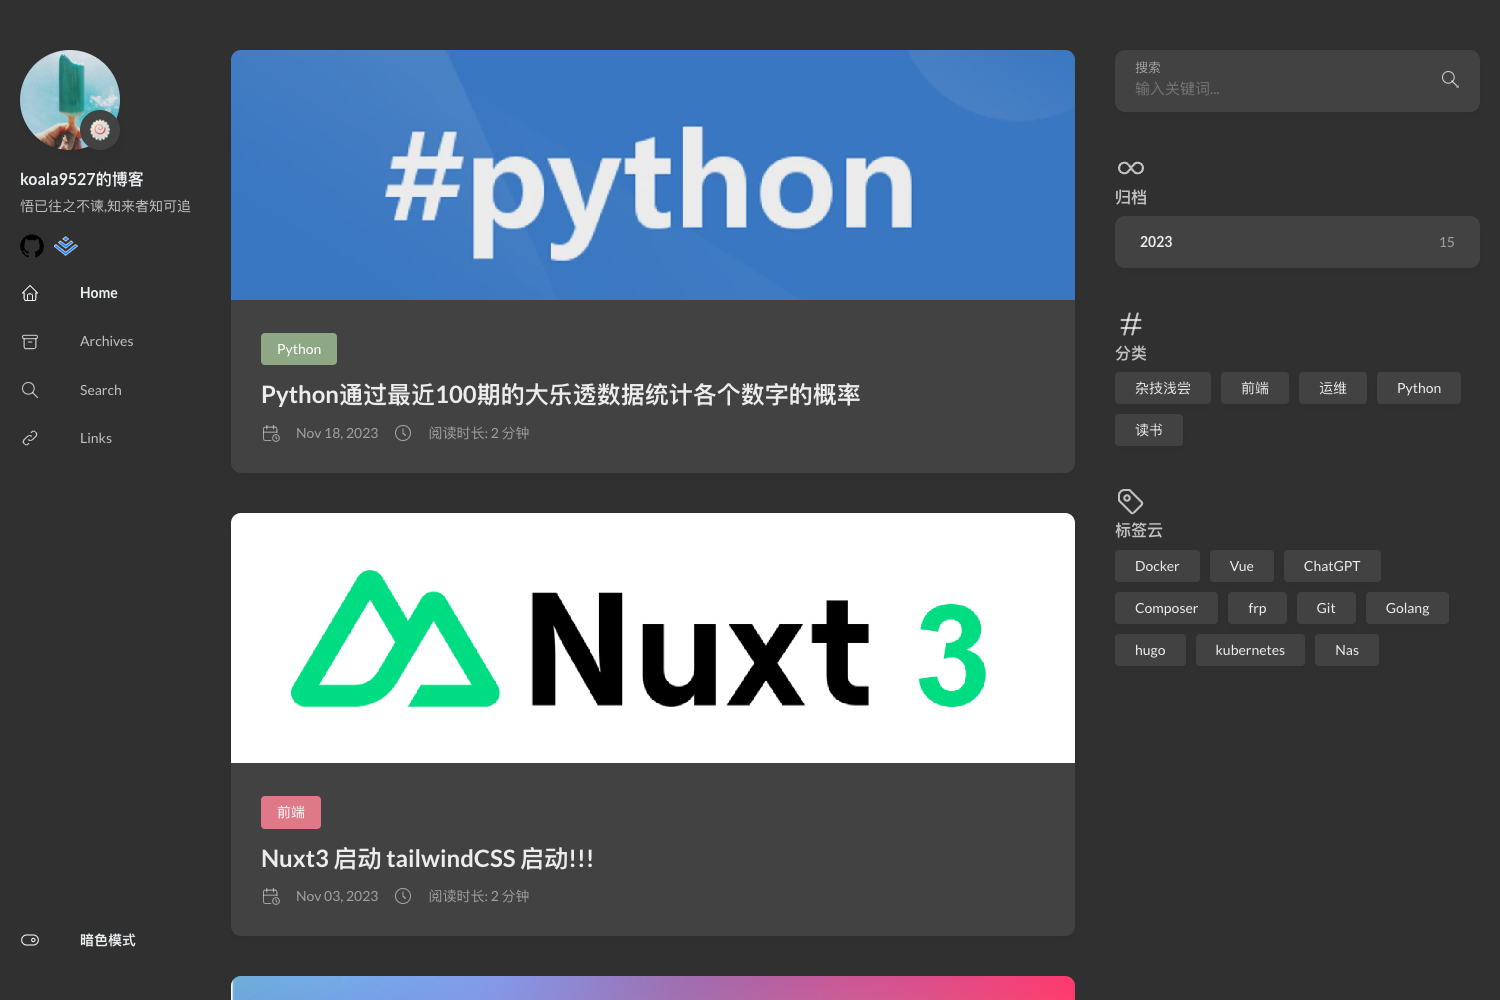 koala9527的博客
悟已往之不谏,知来者知可追
Home
Archives
Search
Links
暗色模式
#python
Python
Python通过最近100期的大乐透数据统计各个数字的概率
Nov 18, 2023 阅读时长: 2 分钟
Nuxt 3
前端
Nuxt3 启动 tailwindCSS 启动!!!
Nov 03, 2023 阅读时长: 2 分钟
搜索
输入关键词...
归档
2023 15
分类
杂技浅尝 前端 运维 Python
读书
标签云
Docker Vue ChatGPT
Composer frp Git Golang
hugo kubernetes Nas